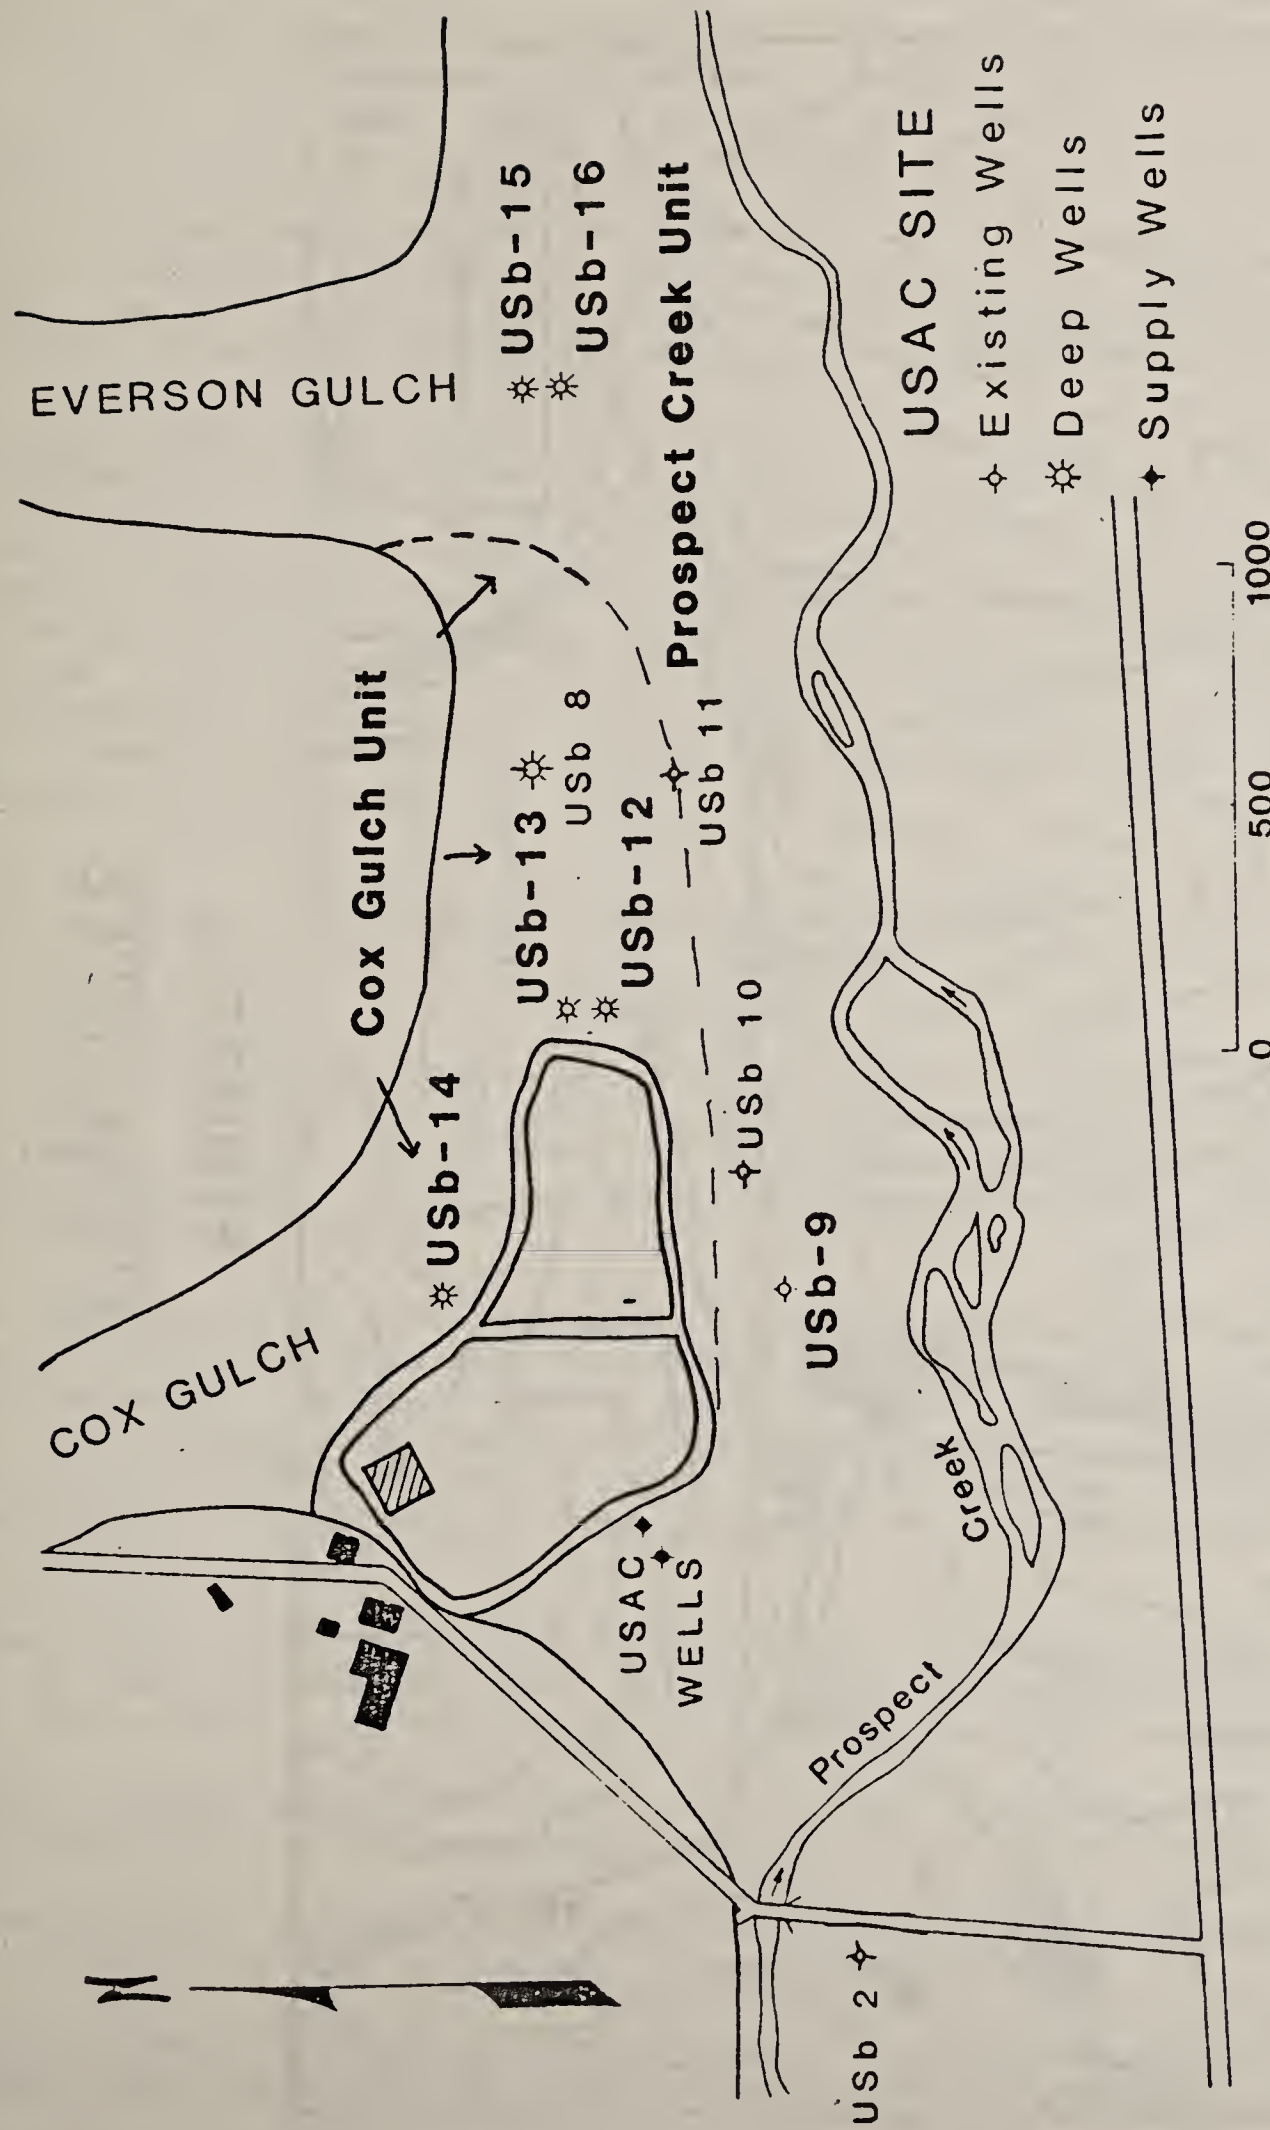 N
COX GULCH
EVERSON GULCH
Cox Gulch Unit
USb-14
USb-13
USb 8
USb-12
USb-15
USb-16
Prospect Creek Unit
USb 11
USb 10
USb-9
USAC
WELLS
Prospect
Creek
USb 2
USAC SITE
Existing Wells
Deep Wells
Supply Wells
0 500 1000